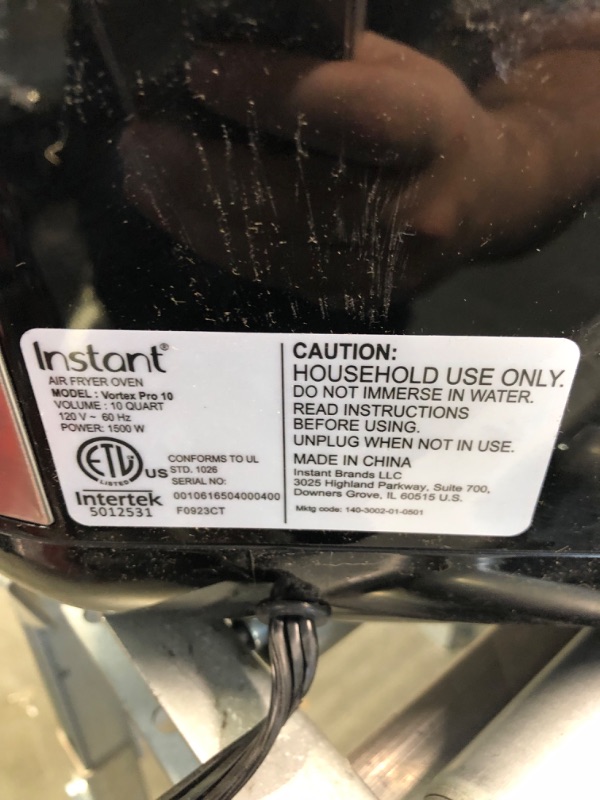 Instant®
AIR FRYER OVEN
MODEL : Vortex Pro 10
VOLUME : 10 QUART
120 V ~ 60 Hz
POWER: 1500 W
ETL
LISTED
US
CONFORMS TO UL
STD. 1026
SERIAL NO:
0010616504000400
F0923CT
Intertek
5012531
CAUTION:
HOUSEHOLD USE ONLY.
DO NOT IMMERSE IN WATER.
READ INSTRUCTIONS
BEFORE USING.
UNPLUG WHEN NOT IN USE.
MADE IN CHINA
Instant Brands LLC
3025 Highland Parkway, Suite 700,
Downers Grove, IL 60515 U.S.
Mktg code: 140-3002-01-0501